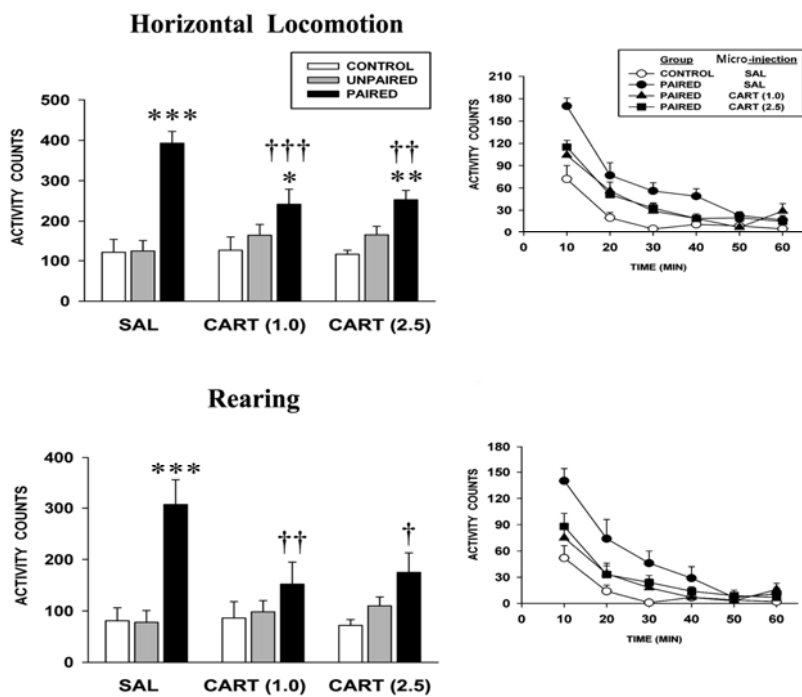 Horizontal Locomotion
CONTROL
UNPAIRED
PAIRED
ACTIVITY COUNTS
500
400
300
200
100
0
***
†††
*
††
**
SAL
CART (1.0)
CART (2.5)
Group Micro-injection
CONTROL SAL
PAIRED SAL
PAIRED CART (1.0)
PAIRED CART (2.5)
ACTIVITY COUNTS
210
180
150
120
90
60
30
0
0 10 20 30 40 50 60
TIME (MIN)
Rearing
ACTIVITY COUNTS
400
300
200
100
0
***
††
†
SAL
CART (1.0)
CART (2.5)
ACTIVITY COUNTS
180
150
120
90
60
30
0
0 10 20 30 40 50 60
TIME (MIN)